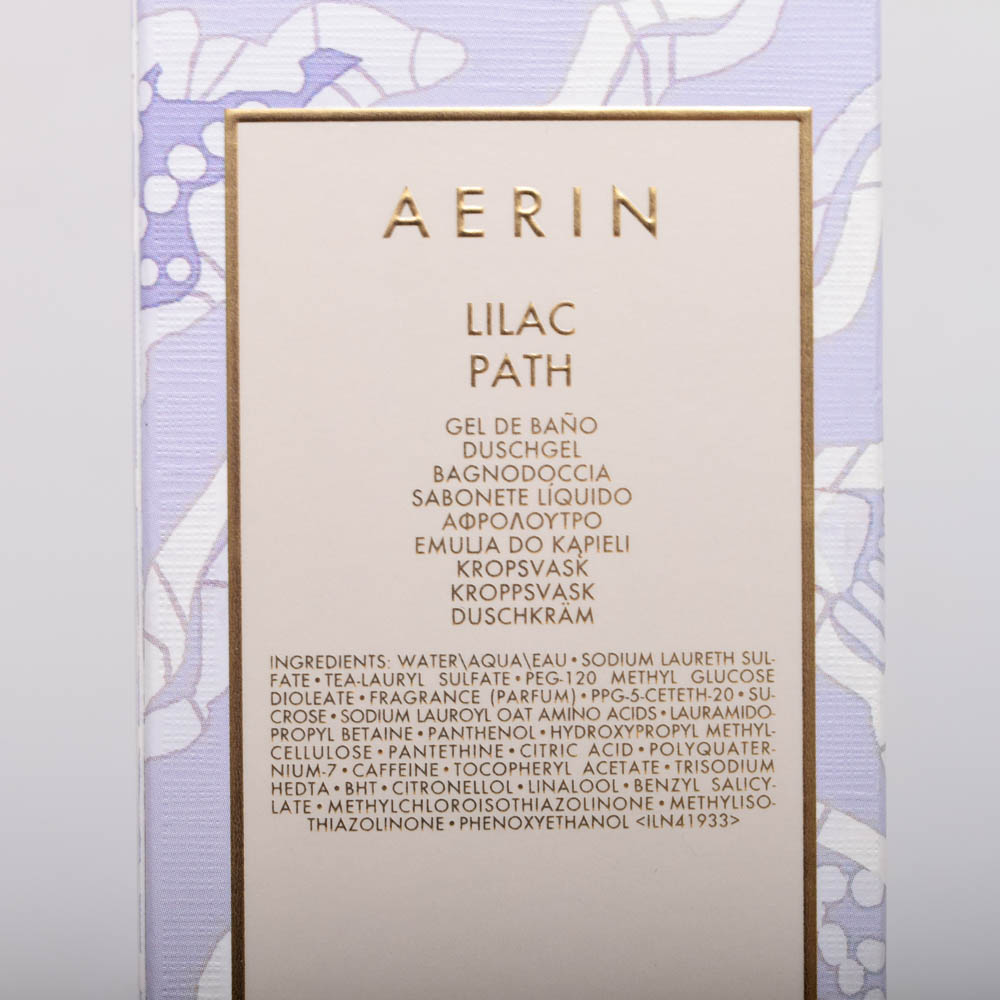 AERIN
LILAC
PATH
GEL DE BAÑO
DUSCHGEL
BAGNODOCCIA
SABONETE LÍQUIDO
ΑΦΡΟΛΟΥΤΡΟ
EMULJA DO KĄPIELI
KROPSVASK
KROPPSVASK
DUSCHKRÄM
INGREDIENTS: WATER\AQUA\EAU • SODIUM LAURETH SUL-
FATE • TEA-LAURYL SULFATE • PEG-120 METHYL GLUCOSE
DIOLEATE • FRAGRANCE (PARFUM) • PPG-5-CETETH-20 • SU-
CROSE • SODIUM LAUROYL OAT AMINO ACIDS • LAURAMIDO-
PROPYL BETAINE • PANTHENOL • HYDROXYPROPYL METHYL-
CELLULOSE • PANTETHINE • CITRIC ACID • POLYQUATER-
NIUM-7 • CAFFEINE • TOCOPHERYL ACETATE • TRISODIUM
HEDTA • BHT • CITRONELLOL • LINALOOL • BENZYL SALICY-
LATE • METHYLCHLOROISOTHIAZOLINONE • METHYLISO-
THIAZOLINONE • PHENOXYETHANOL <ILN41933>